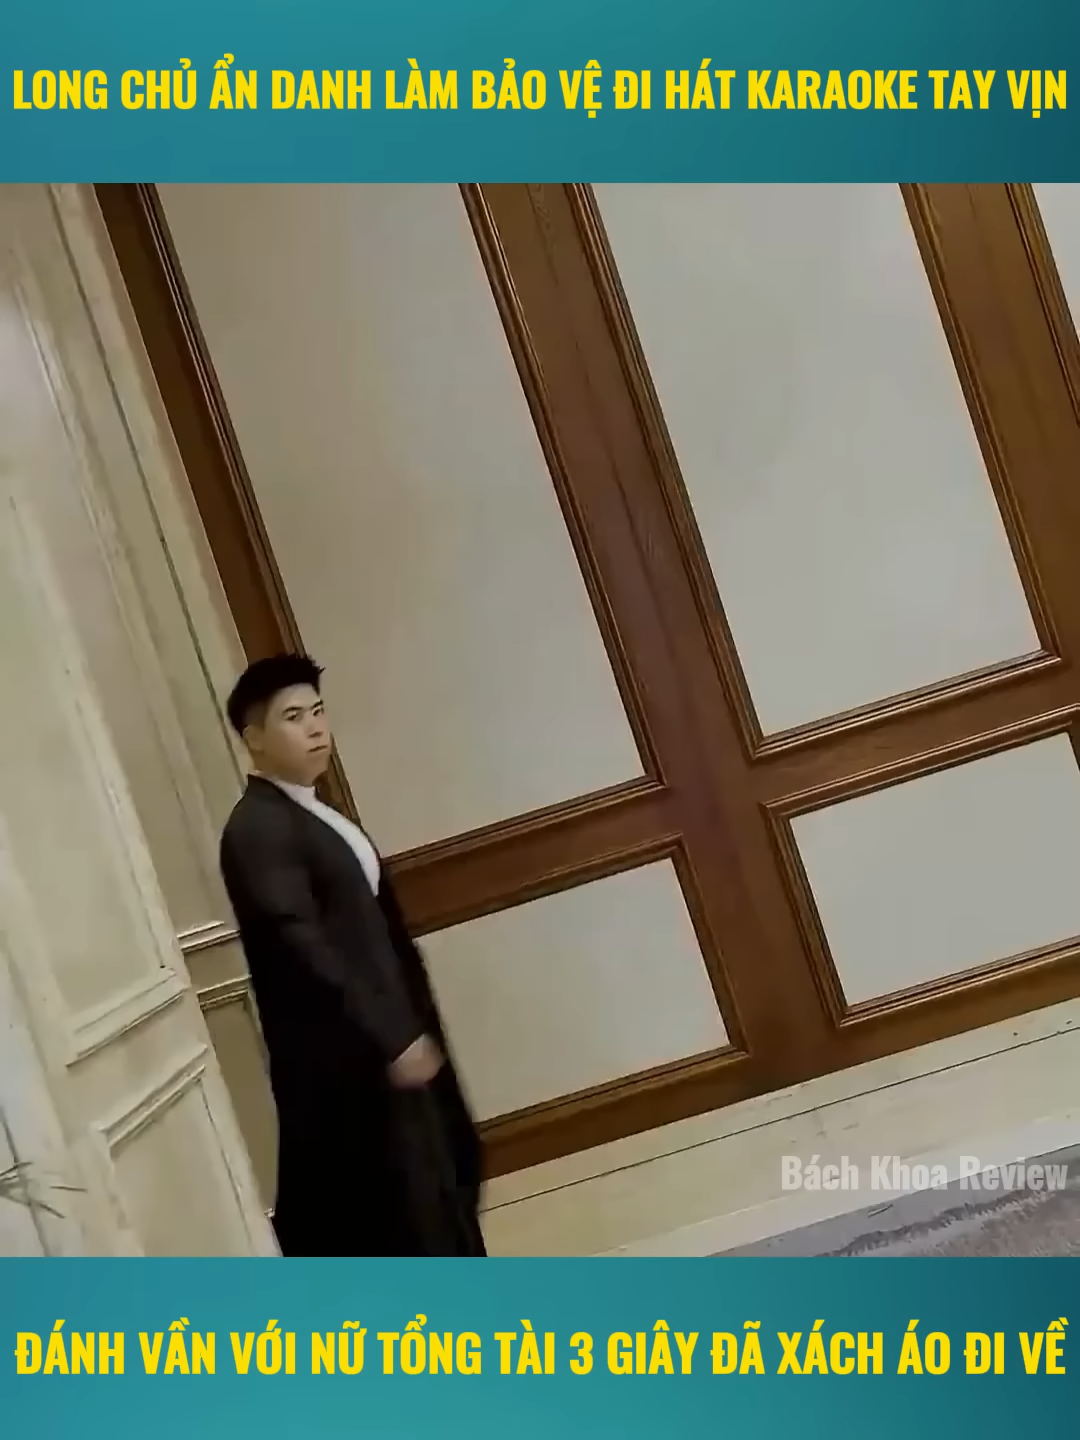 LONG CHỦ ẨN DANH LÀM BẢO VỆ ĐI HÁT KARAOKE TAY VỊN
Bách Khoa Review
ĐÁNH VẦN VỚI NỮ TỔNG TÀI 3 GIÂY ĐÃ XÁCH ÁO ĐI VỀ